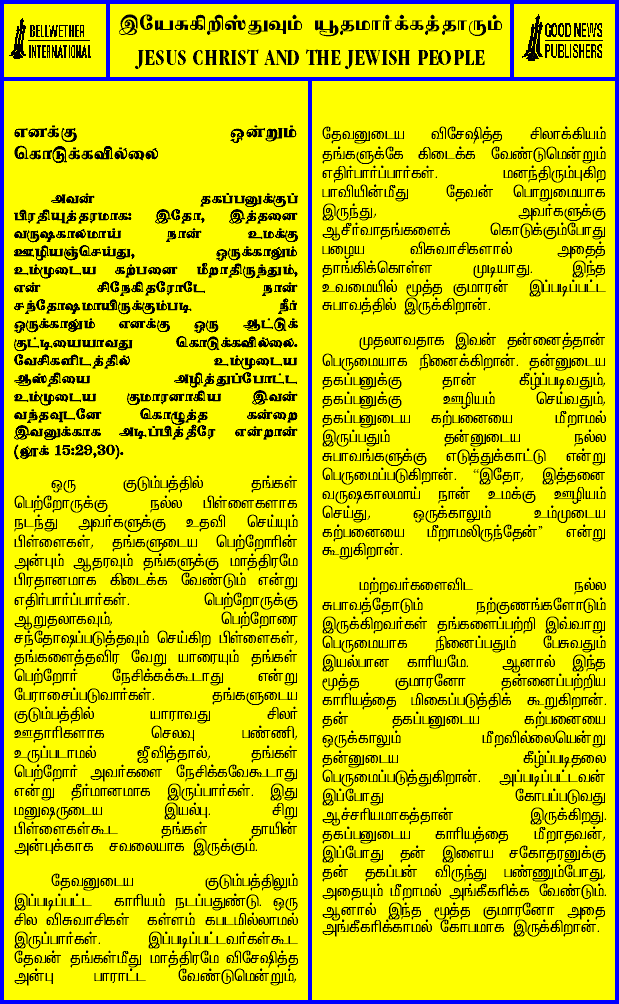 BELLWETHER
INTERNATIONAL
இயேசுகிறிஸ்துவும் யூதமார்க்கத்தாரும்
JESUS CHRIST AND THE JEWISH PEOPLE
GOOD NEWS
PUBLISHERS
எனக்கு ஒன்றும்
கொடுக்கவில்லை
அவன் தகப்பனுக்குப்
பிரதியுத்தரமாக: இதோ, இத்தனை
வருஷகாலமாய் நான் உமக்கு
ஊழியஞ்செய்து, ஒருக்காலும்
உம்முடைய கற்பனை மீறாதிருந்தும்,
என் சிநேகிதரோடே நான்
சந்தோஷமாயிருக்கும்படி நீர்
ஒருக்காலும் எனக்கு ஒரு ஆட்டுக்
குட்டியையாவது கொடுக்கவில்லை.
வேசிகளிடத்தில் உம்முடைய
ஆஸ்தியை அழித்துப்போட்ட
உம்முடைய குமாரனாகிய இவன்
வந்தவுடனே கொழுத்த கன்றை
இவனுக்காக அடிப்பித்தீரே என்றான்
(லூக் 15:29,30).
ஒரு குடும்பத்தில் தங்கள்
பெற்றோருக்கு நல்ல பிள்ளைகளாக
நடந்து அவர்களுக்கு உதவி செய்யும்
பிள்ளைகள், தங்களுடைய பெற்றோரின்
அன்பும் ஆதரவும் தங்களுக்கு மாத்திரமே
பிரதானமாக கிடைக்க வேண்டும் என்று
எதிர்பார்ப்பார்கள். பெற்றோருக்கு
ஆறுதலாகவும், பெற்றோரை
சந்தோஷப்படுத்தவும் செய்கிற பிள்ளைகள்,
தங்களைத்தவிர வேறு யாரையும் தங்கள்
பெற்றோர் நேசிக்கக்கூடாது என்று
பேராசைப்படுவார்கள். தங்களுடைய
குடும்பத்தில் யாராவது சிலர்
ஊதாரிகளாக செலவு பண்ணி,
உருப்படாமல் ஜீவித்தால், தங்கள்
பெற்றோர் அவர்களை நேசிக்கவேகூடாது
என்று தீர்மானமாக இருப்பார்கள். இது
மனுஷருடைய இயல்பு. சிறு
பிள்ளைகள்கூட தங்கள் தாயின்
அன்புக்காக சவலையாக இருக்கும்.
தேவனுடைய குடும்பத்திலும்
இப்படிப்பட்ட காரியம் நடப்பதுண்டு. ஒரு
சில விசுவாசிகள் கள்ளம் கபடமில்லாமல்
இருப்பார்கள். இப்படிப்பட்டவர்கள்கூட
தேவன் தங்கள்மீது மாத்திரமே விசேஷித்த
அன்பு பாராட்ட வேண்டுமென்றும்,
தேவனுடைய விசேஷித்த சிலாக்கியம்
தங்களுக்கே கிடைக்க வேண்டுமென்றும்
எதிர்பார்ப்பார்கள். மனந்திரும்புகிற
பாவியின்மீது தேவன் பொறுமையாக
இருந்து, அவர்களுக்கு
ஆசீர்வாதங்களைக் கொடுக்கும்போது
பழைய விசுவாசிகளால் அதைத்
தாங்கிக்கொள்ள முடியாது. இந்த
உவமையில் மூத்த குமாரன் இப்படிப்பட்ட
சுபாவத்தில் இருக்கிறான்.
முதலாவதாக இவன் தன்னைத்தான்
பெருமையாக நினைக்கிறான். தன்னுடைய
தகப்பனுக்கு தான் கீழ்ப்படிவதும்,
தகப்பனுக்கு ஊழியம் செய்வதும்,
தகப்பனுடைய கற்பனையை மீறாமல்
இருப்பதும் தன்னுடைய நல்ல
சுபாவங்களுக்கு எடுத்துக்காட்டு என்று
பெருமைப்படுகிறான். “இதோ, இத்தனை
வருஷகாலமாய் நான் உமக்கு ஊழியம்
செய்து, ஒருக்காலும் உம்முடைய
கற்பனையை மீறாமலிருந்தேன்” என்று
கூறுகிறான்.
மற்றவர்களைவிட நல்ல
சுபாவத்தோடும் நற்குணங்களோடும்
இருக்கிறவர்கள் தங்களைப்பற்றி இவ்வாறு
பெருமையாக நினைப்பதும் பேசுவதும்
இயல்பான காரியமே. ஆனால் இந்த
மூத்த குமாரனோ தன்னைப்பற்றிய
காரியத்தை மிகைப்படுத்திக் கூறுகிறான்.
தன் தகப்பனுடைய கற்பனையை
ஒருக்காலும் மீறவில்லையென்று
தன்னுடைய கீழ்ப்படிதலை
பெருமைப்படுத்துகிறான். அப்படிப்பட்டவன்
இப்போது கோபப்படுவது
ஆச்சரியமாகத்தான் இருக்கிறது.
தகப்பனுடைய காரியத்தை மீறாதவன்,
இப்போது தன் இளைய சகோதரனுக்கு
தன் தகப்பன் விருந்து பண்ணும்போது,
அதையும் மீறாமல் அங்கீகரிக்க வேண்டும்.
ஆனால் இந்த மூத்த குமாரனோ அதை
அங்கீகரிக்காமல் கோபமாக இருக்கிறான்.